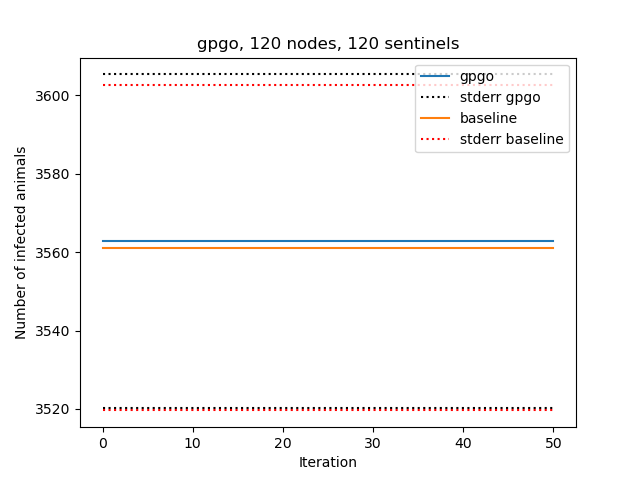 gpgo, 120 nodes, 120 sentinels
gpgo
stderr gpgo
baseline
stderr baseline
Number of infected animals
3600
3580
3560
3540
3520
0 10 20 30 40 50
Iteration